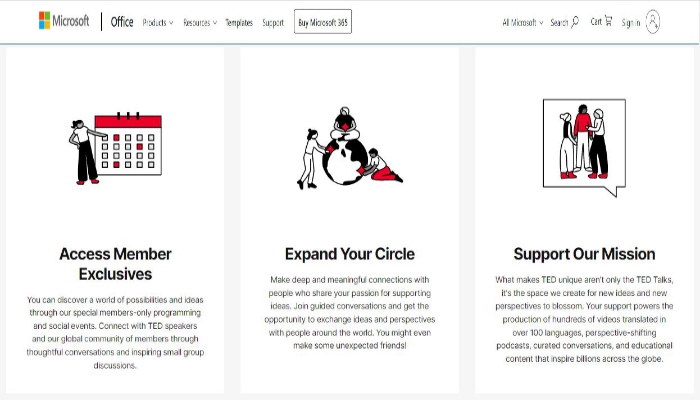 Microsoft Office Products Resources Templates Support Buy Microsoft 365 All Microsoft Search Cart Sign in
Access Member
Exclusives
You can discover a world of possibilities and ideas
through our special members-only programming
and social events. Connect with TED speakers
and our global community of members through
thoughtful conversations and inspiring small group
discussions.
Expand Your Circle
Make deep and meaningful connections with
people who share your passion for supporting
ideas. Join guided conversations and get the
opportunity to exchange ideas and perspectives
with people around the world. You might even
make some unexpected friends!
Support Our Mission
What makes TED unique aren't only the TED Talks,
it's the space we create for new ideas and new
perspectives to blossom. Your support powers the
production of hundreds of videos translated in
over 100 languages, perspective-shifting
podcasts, curated conversations, and educational
content that inspire billions across the globe.